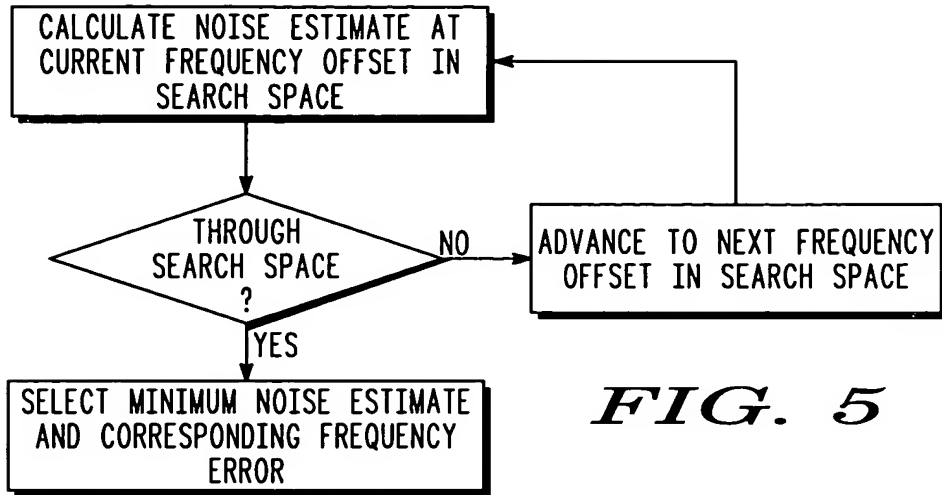 CALCULATE NOISE ESTIMATE AT
CURRENT FREQUENCY OFFSET IN
SEARCH SPACE
THROUGH
SEARCH SPACE
?
NO
ADVANCE TO NEXT FREQUENCY
OFFSET IN SEARCH SPACE
YES
SELECT MINIMUM NOISE ESTIMATE
AND CORRESPONDING FREQUENCY
ERROR
FIG. 5